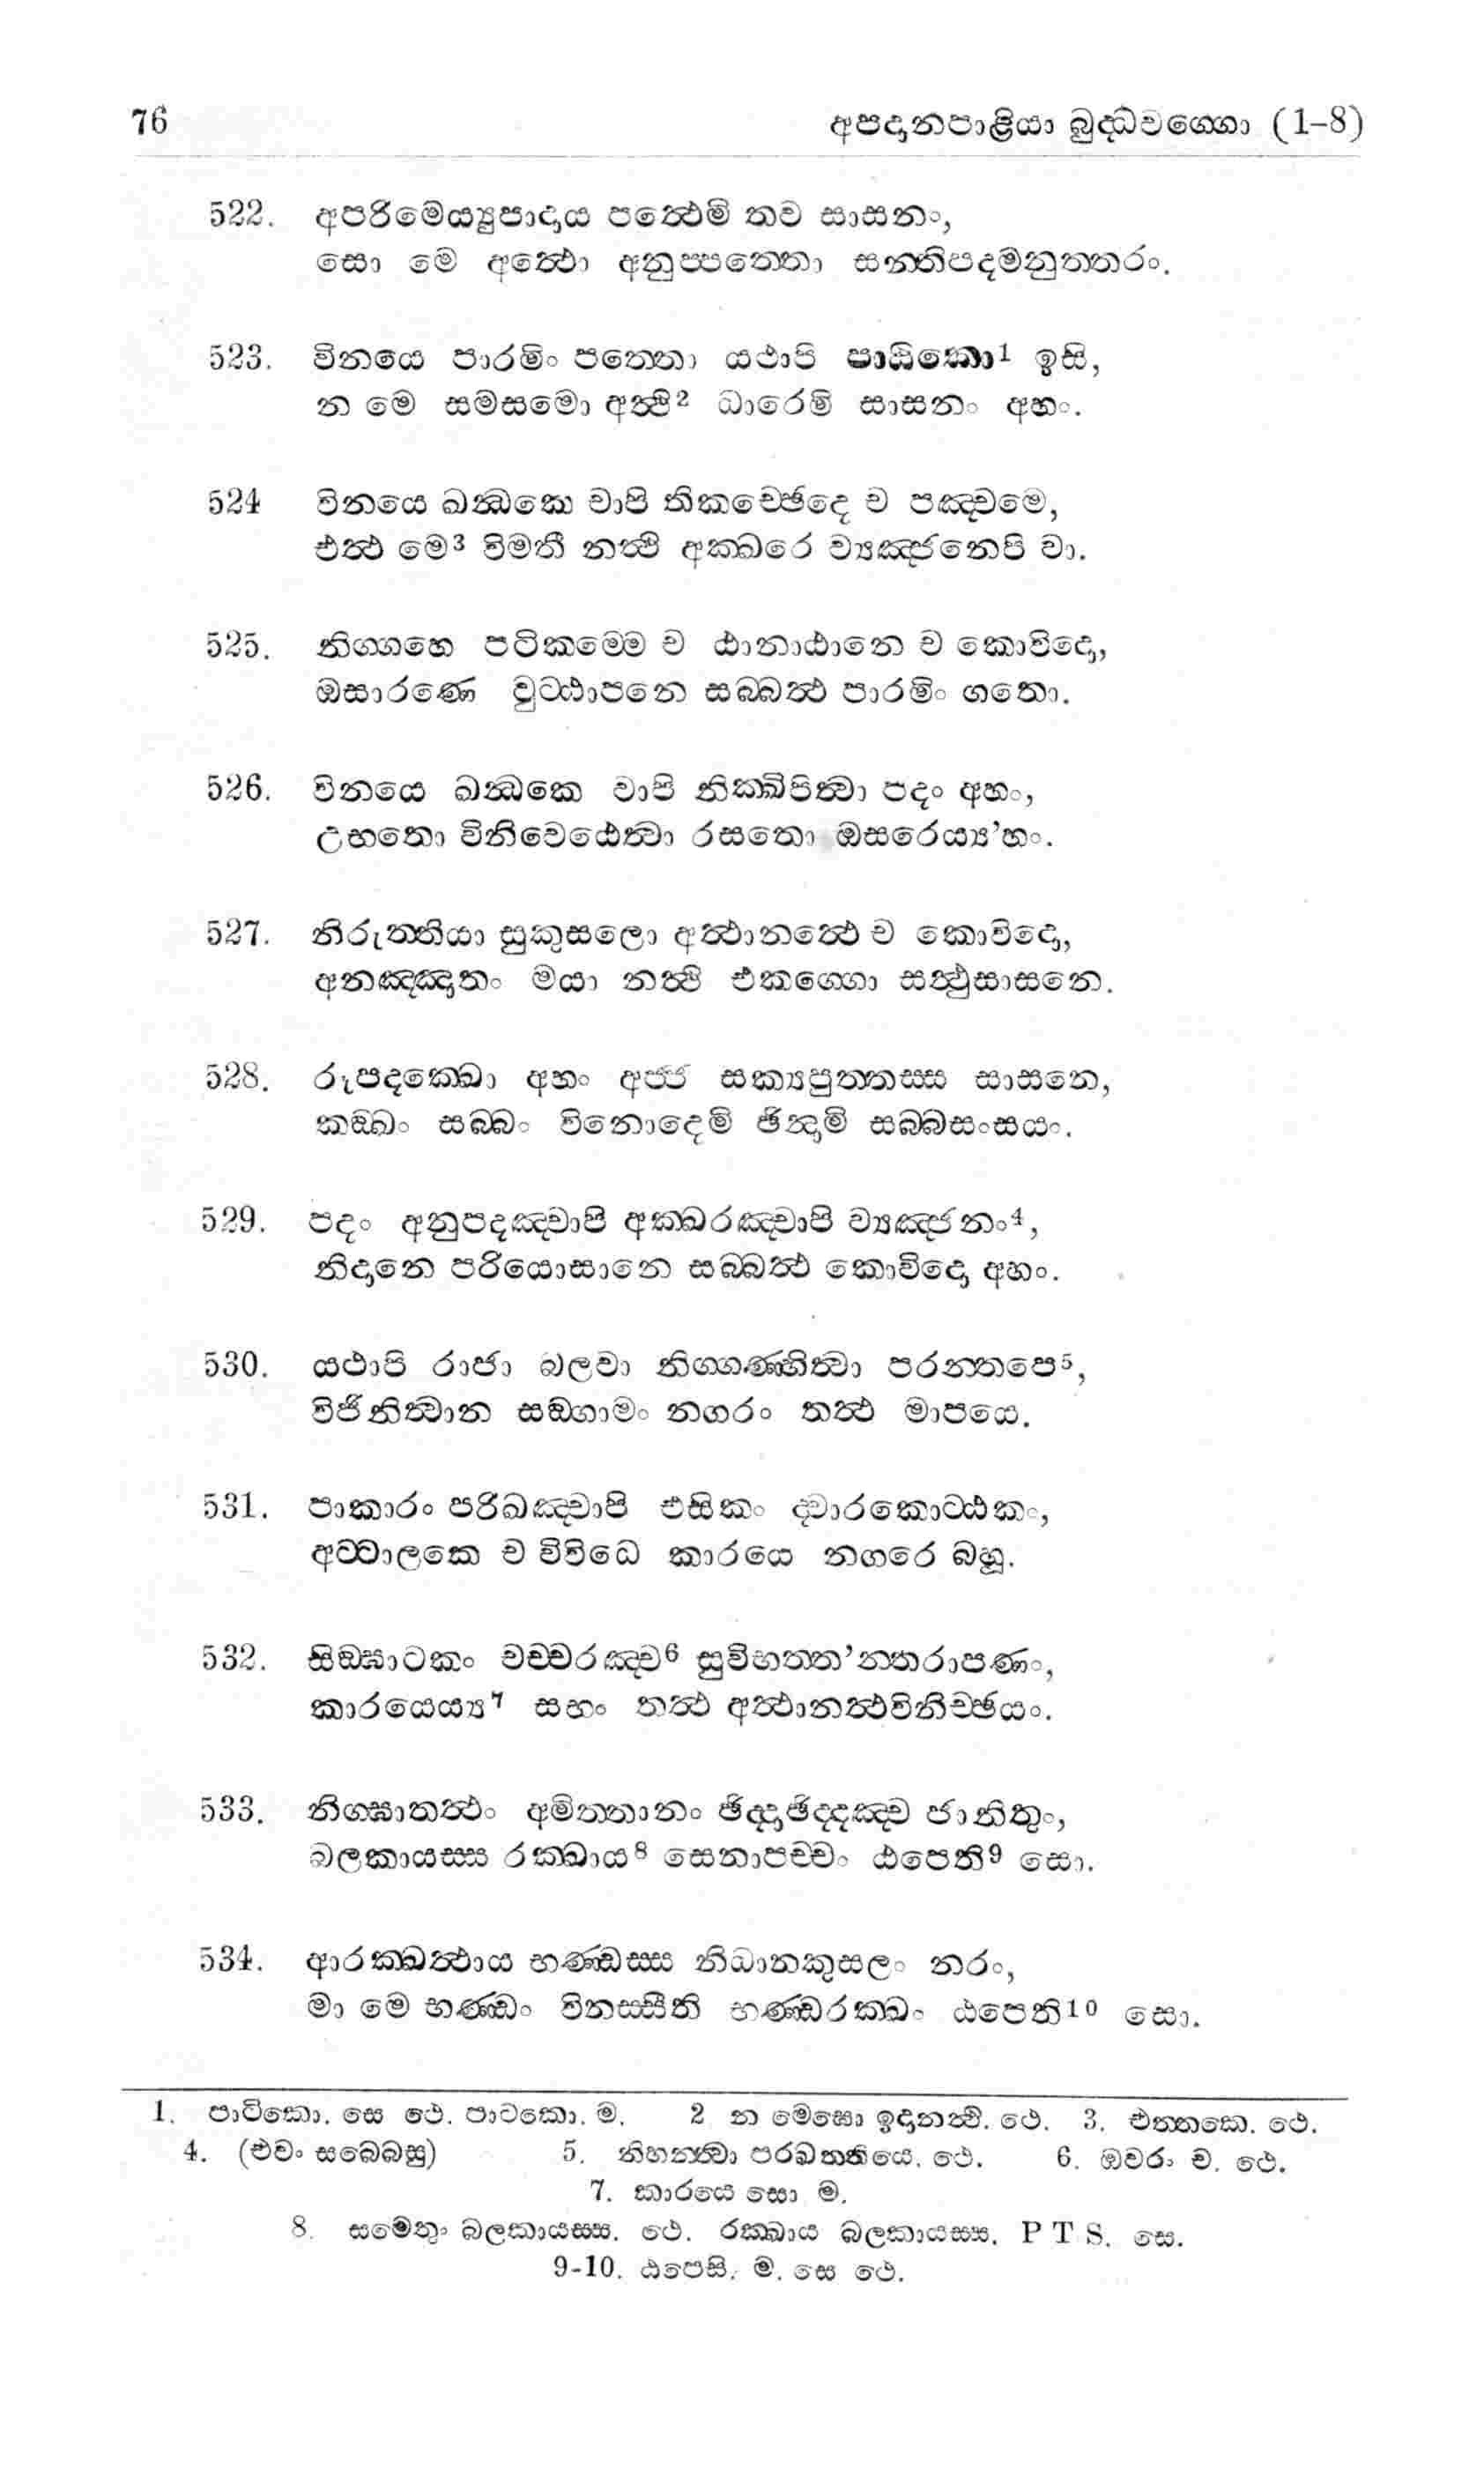 76 අපදානපාළියා බුද්ධවග්ගො (1-8)
522. අපරිමෙය්‍යුපාදාය පත්ථෙමි තව සාසනං,
සො මෙ අත්ථො අනුප්පත්තො සන්තිපදමනුත්තරං.
523. විනයෙ පාරමිං පත්තො යථාපි පාඨිකො1 ඉසි,
න මෙ සමසමො අත්ථි2 ධාරෙමි සාසනං අහං.
524 විනයෙ ඛන්ධකෙ චාපි තිකච්ඡෙදෙ ච පඤ්චමෙ,
එත්ථ මෙ3 විමතී නත්ථි අක්ඛරෙ ව්‍යඤ්ජනෙපි වා.
525. නිග්ගහෙ පටිකම්මෙ ච ඨානාඨානෙ ච කොවිදො,
ඔසාරණෙ වුට්ඨාපනෙ සබ්බත්ථ පාරමිං ගතො.
526. විනයෙ ඛන්ධකෙ වාපි නික්ඛිපිත්වා පදං අහං,
උභතො විනිවෙඨෙත්වා රසතො ඔසරෙය්‍ය’හං.
527. නිරුත්තියා සුකුසලො අත්ථානත්ථෙ ච කොවිදො,
අනඤ්ඤාතං මයා නත්ථි එකග්ගො සත්ථුසාසනෙ.
528. රූපදක්ඛො අහං අජ්ජ සක්‍යපුත්තස්ස සාසනෙ,
කඞ්ඛං සබ්බං විනොදෙමි ඡින්දාමි සබ්බසංසයං.
529. පදං අනුපදඤ්චාපි අක්ඛරඤ්චාපි ව්‍යඤ්ජනං4,
නිදානෙ පරියොසානෙ සබ්බත්ථ කොවිදො අහං.
530. යථාපි රාජා බලවා නිග්ගණ්හිත්වා පරන්තපෙ5,
විජිනිත්වාන සඞ්ගාමං නගරං තත්ථ මාපයෙ.
531. පාකාරං පරිඛඤ්චාපි එසිකං ද්වාරකොට්ඨකං,
අට්ටාලකෙ ච විවිධෙ කාරයෙ නගරෙ බහූ.
532. සිඞ්ඝාටකං චච්චරඤ්ච6 සුවිභත්ත’න්තරාපණං,
කාරයෙය්‍ය7 සභං තත්ථ අත්ථානත්ථවිනිච්ඡයං.
533. නිග්ඝාතත්ථං අමිත්තානං ඡිද්දාඡිද්දඤ්ච ජානිතුං,
බලකායස්ස රක්ඛාය8 සෙනාපච්චං ඨපෙති9 සො.
534. ආරක්ඛත්ථාය භණ්ඩස්ස නිධානකුසලං නරං,
මා මෙ භණ්ඩං විනස්සීති භණ්ඩරක්ඛං ඨපෙති10 සො.
1. පාටිකො. සෙ ථෙ. පාටකො. ම. 2 න මෙසො ඉදානත්ථි. ථෙ. 3. එත්තකෙ. ථෙ.
4. (එවං සබ්බෙසු) 5. නිහන්ත්වා පරඛත්තියෙ. ථෙ. 6. ඔවරං ච. ථෙ.
7. කාරයෙ සො ම.
8. සමෙතුං බලකායස්ස. ථෙ. රක්ඛාය බලකායස්ස. P T S. සෙ.
9-10. ඨපෙසි. ම. සෙ ථෙ.